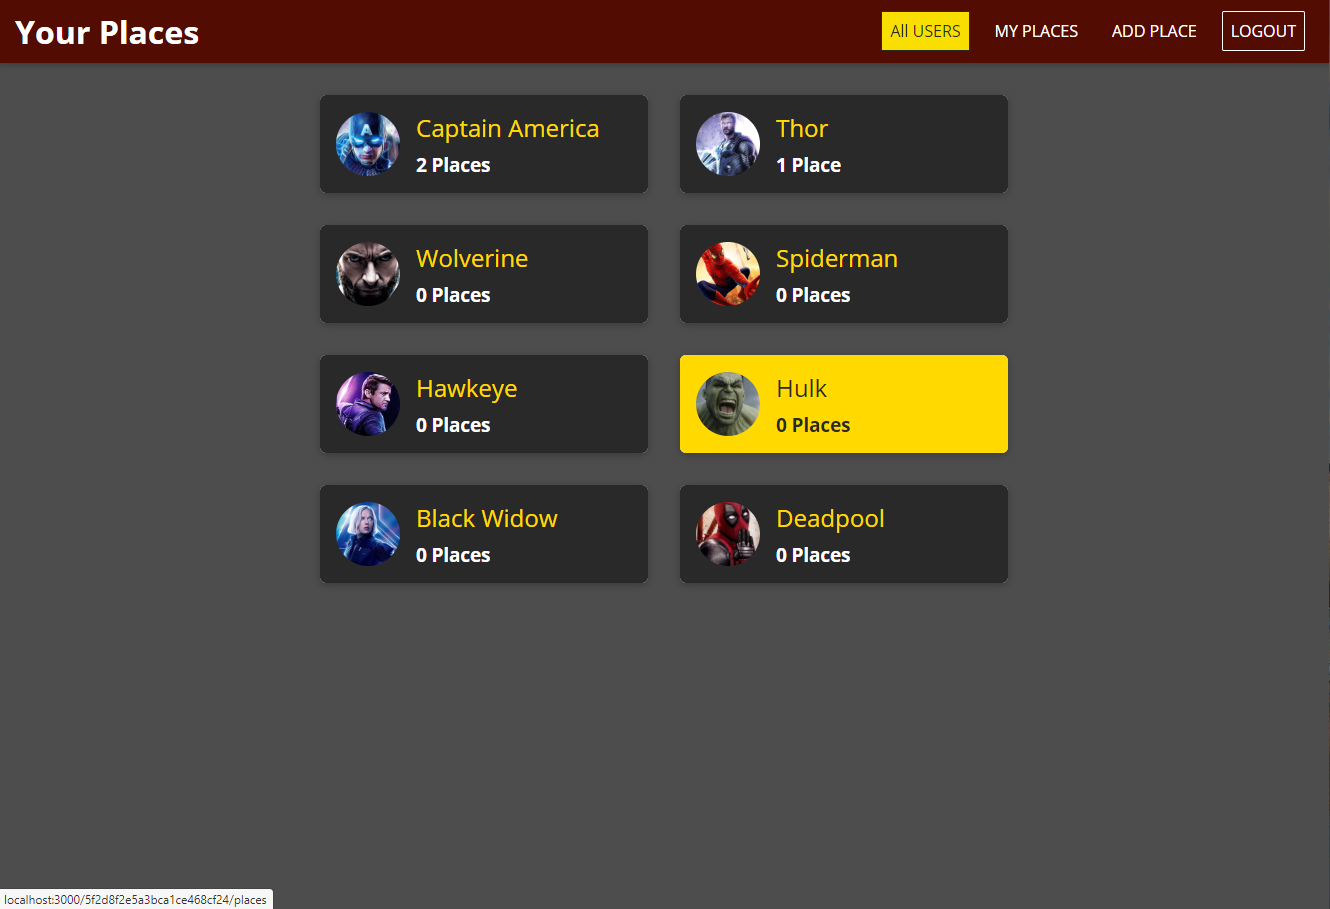 Your Places
All USERS
MY PLACES
ADD PLACE
LOGOUT
Captain America
2 Places
Thor
1 Place
Wolverine
0 Places
Spiderman
0 Places
Hawkeye
0 Places
Hulk
0 Places
Black Widow
0 Places
Deadpool
0 Places
localhost:3000/5f2d8f2e5a3bca1ce468cf24/places